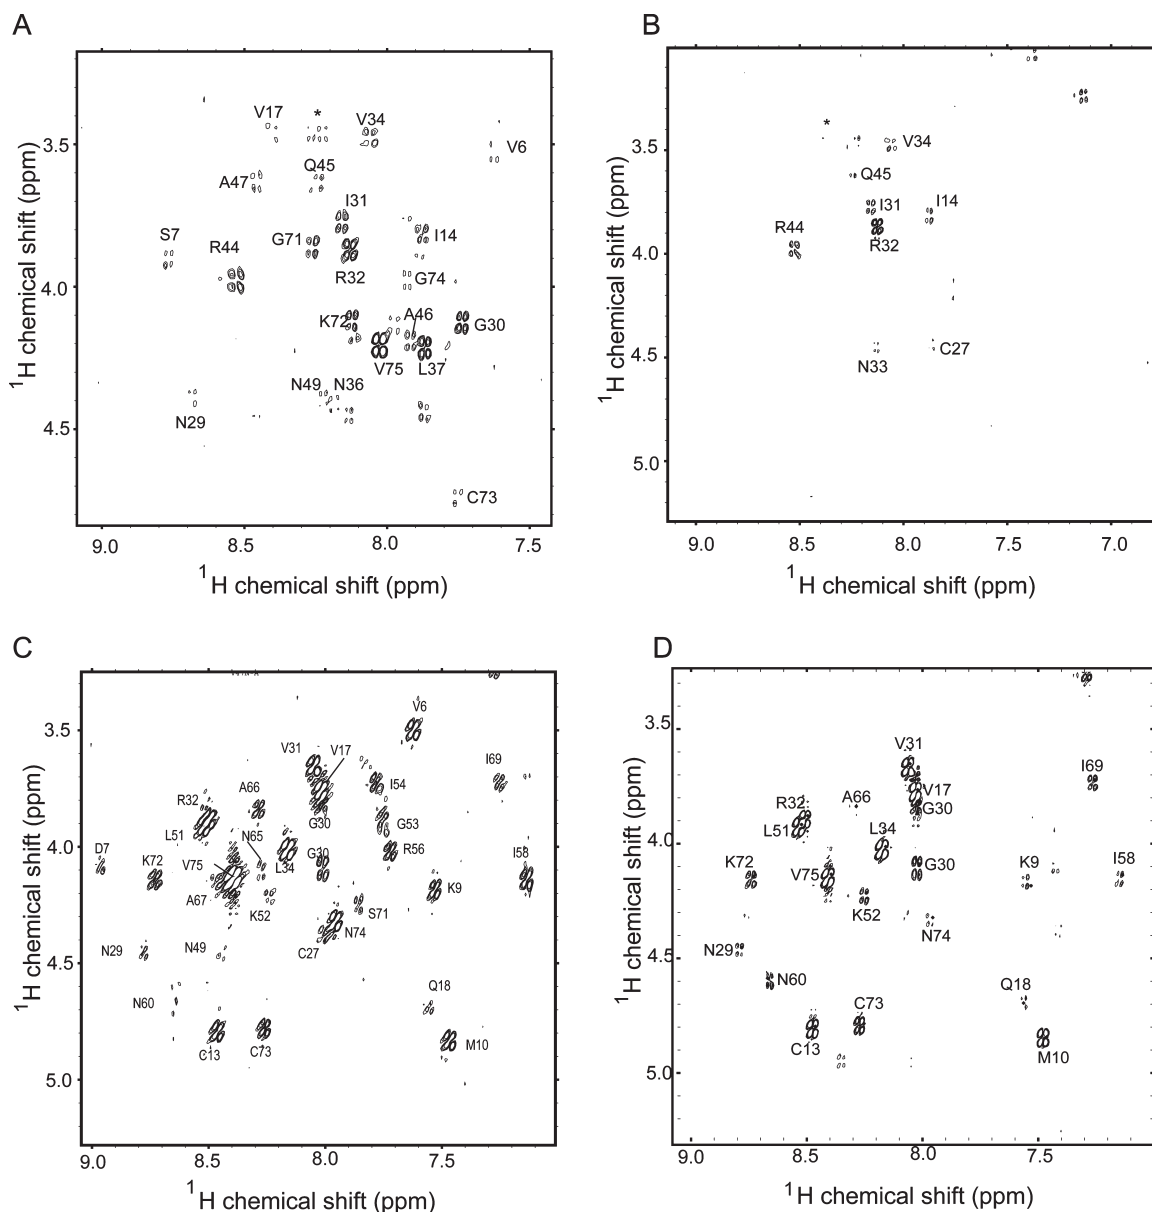 A
V17
*
V34
V6
Q45
A47
I31
S7
R44
G71
I14
R32
G74
K72
A46
G30
V75
L37
N49
N36
N29
C73
3.5
4.0
4.5
9.0
8.5
8.0
7.5
1H chemical shift (ppm)
1H chemical shift (ppm)
B
*
V34
Q45
I31
I14
R44
R32
N33
C27
3.5
4.0
4.5
5.0
9.0
8.5
8.0
7.5
7.0
1H chemical shift (ppm)
1H chemical shift (ppm)
C
V6
V31
V17
I69
A66
I54
R32
G30
G53
L51
N65
G30
R56
D7
K72
V75
L34
I58
K9
A67
K52
S71
N74
N29
N49
C27
N60
Q18
C13
C73
M10
3.5
4.0
4.5
5.0
9.0
8.5
8.0
7.5
1H chemical shift (ppm)
1H chemical shift (ppm)
D
V31
I69
V17
A66
R32
G30
L51
L34
K72
G30
K9
I58
V75
K52
N74
N29
N60
Q18
C73
C13
M10
3.5
4.0
4.5
5.0
9.0
8.5
8.0
7.5
1H chemical shift (ppm)
1H chemical shift (ppm)